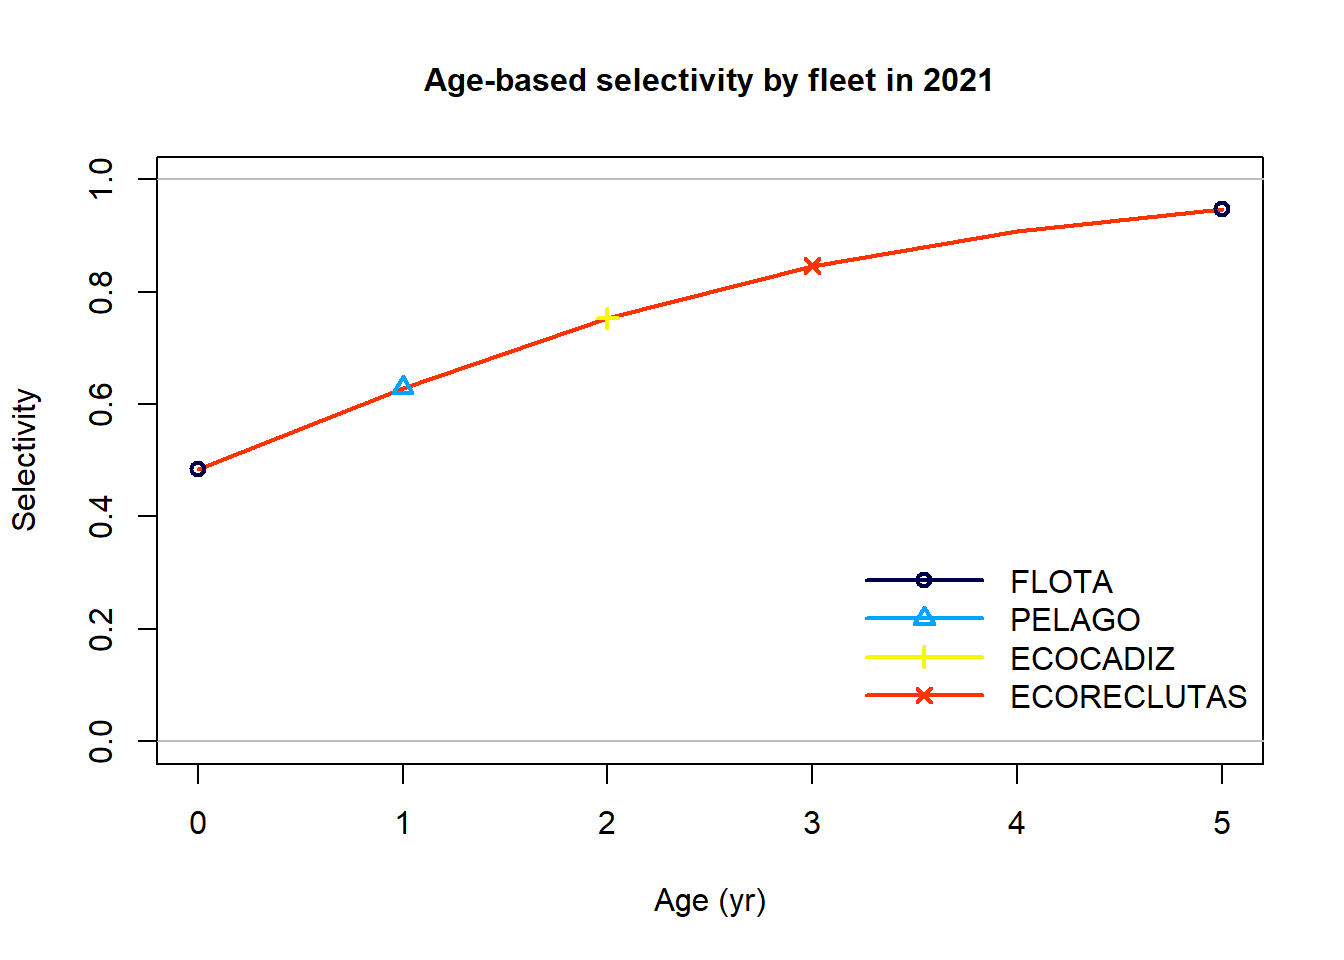 Age-based selectivity by fleet in 2021
Selectivity
1.0
0.8
0.6
0.4
0.2
0.0
FLOTA
PELAGO
ECOCADIZ
ECORECLUTAS
0 1 2 3 4 5
Age (yr)